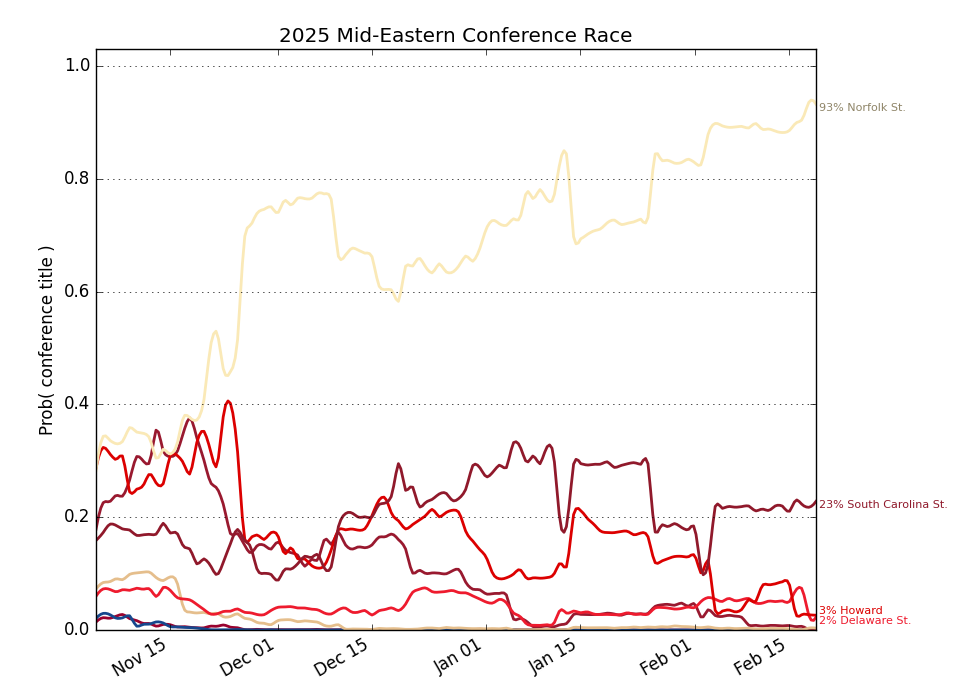 2025 Mid-Eastern Conference Race
Prob( conference title )
1.0
0.8
0.6
0.4
0.2
0.0
93% Norfolk St.
23% South Carolina St.
3% Howard
2% Delaware St.
Nov 15
Dec 01
Dec 15
Jan 01
Jan 15
Feb 01
Feb 15